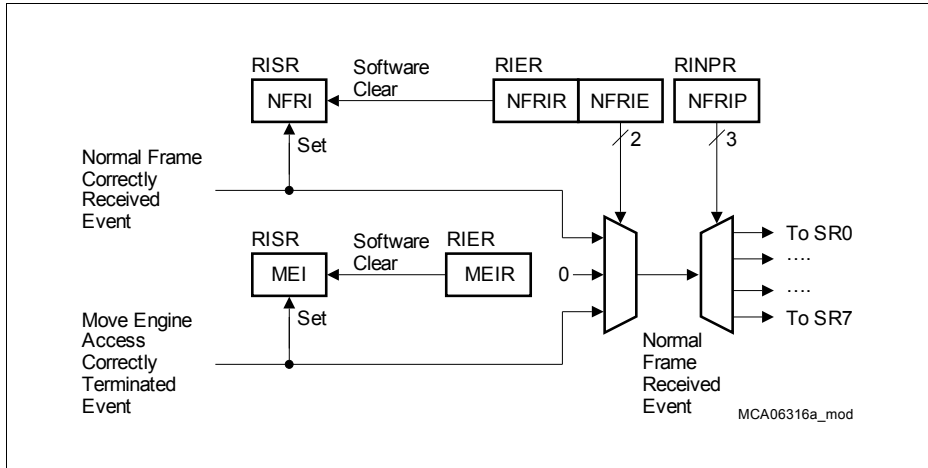 RISR
Software
Clear
RIER
RINPR
NFRI
NFRIR
NFRIE
NFRIP
Set
2
3
Normal Frame
Correctly
Received
Event
RISR
Software
Clear
RIER
MEI
MEIR
0
To SR0
....
....
To SR7
Set
Move Engine
Access
Correctly
Terminated
Event
Normal
Frame
Received
Event
MCA06316a_mod